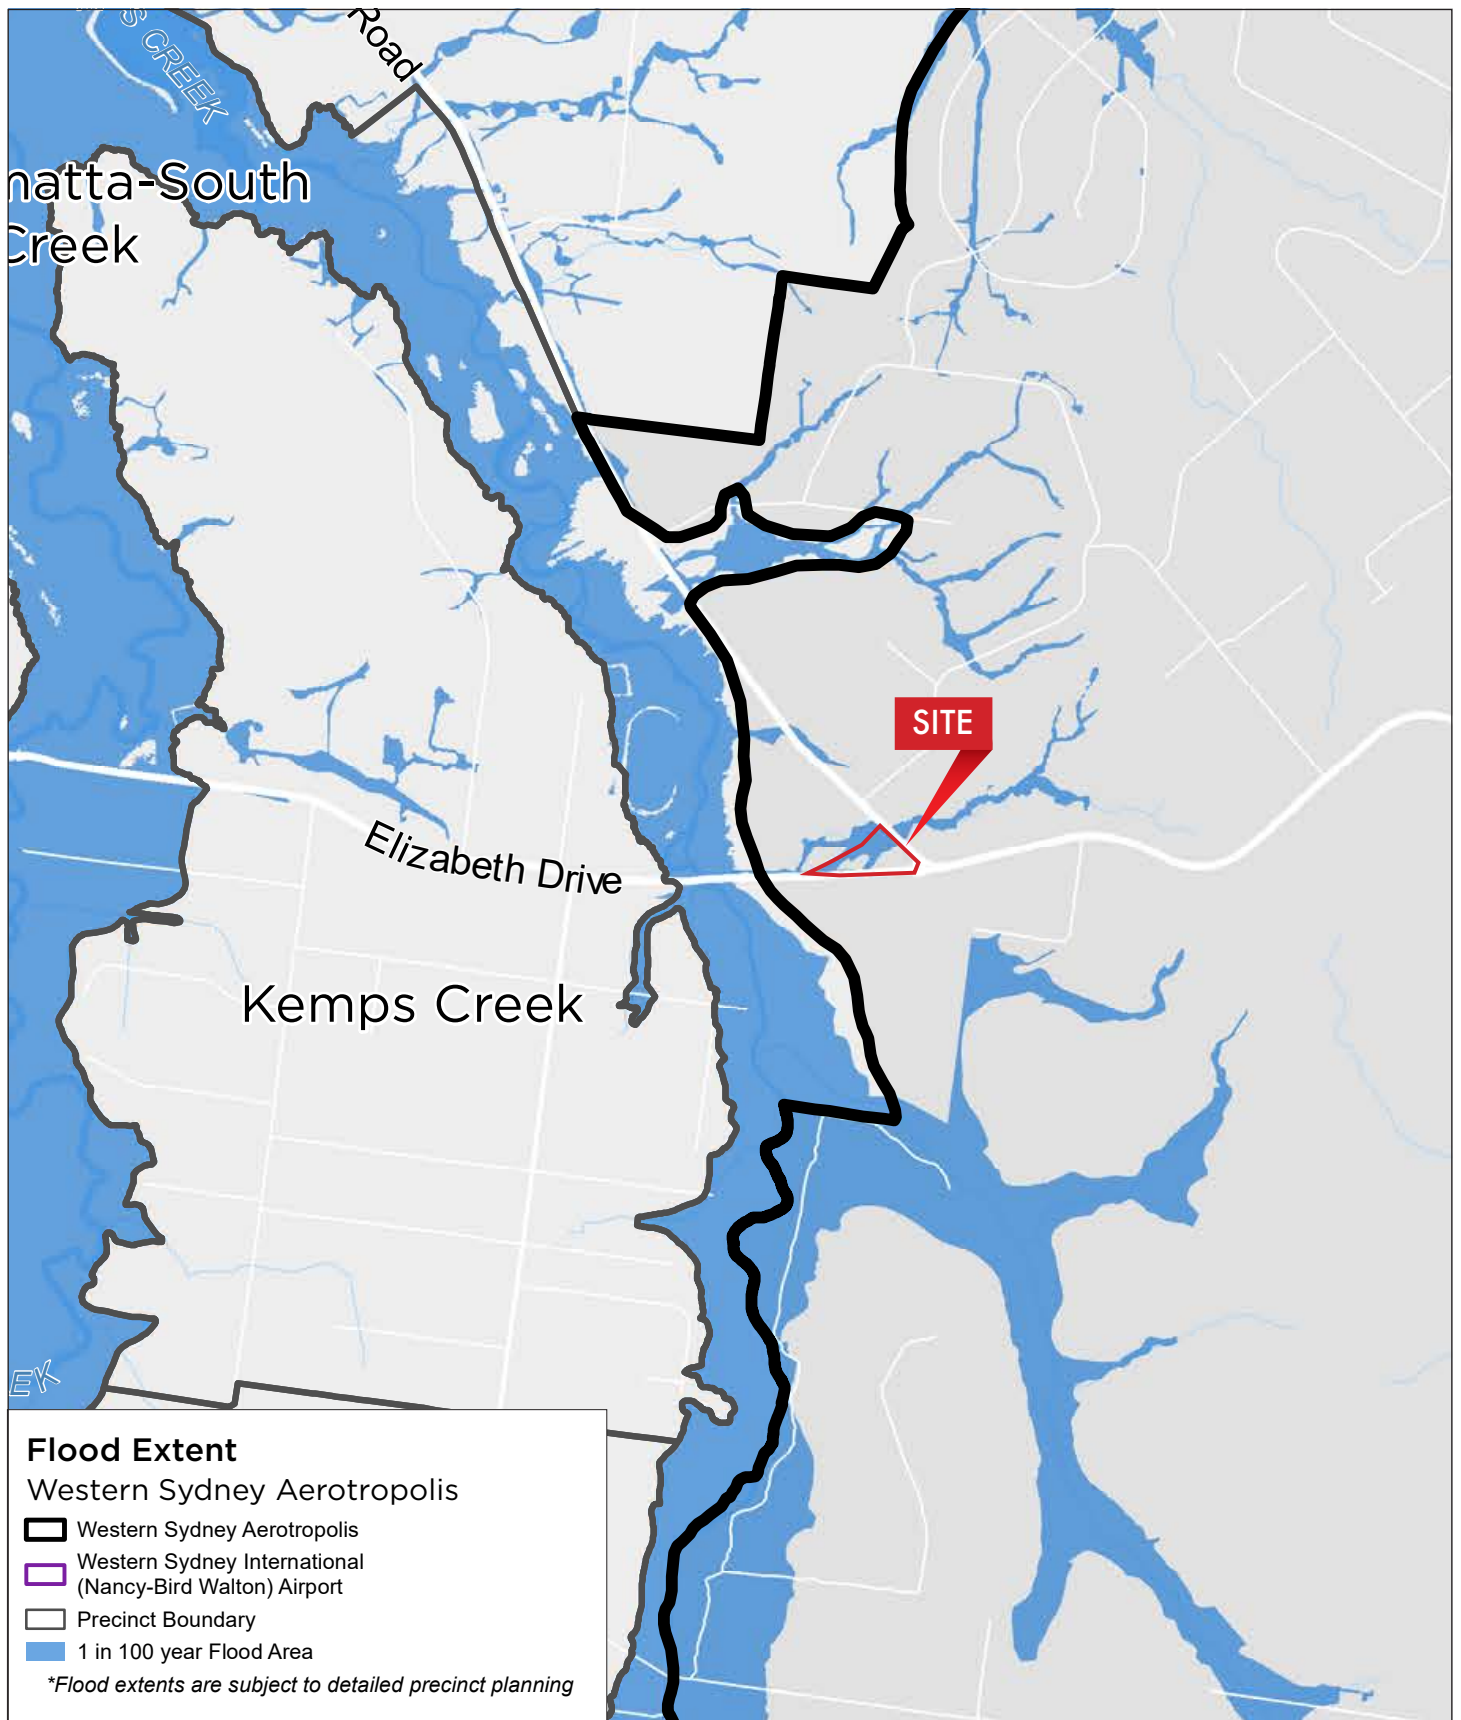 S CREEK
Road
natta-South
Creek
SITE
Elizabeth Drive
Kemps Creek
EK
Flood Extent
Western Sydney Aerotropolis
Western Sydney Aerotropolis
Western Sydney International
(Nancy-Bird Walton) Airport
Precinct Boundary
1 in 100 year Flood Area
*Flood extents are subject to detailed precinct planning